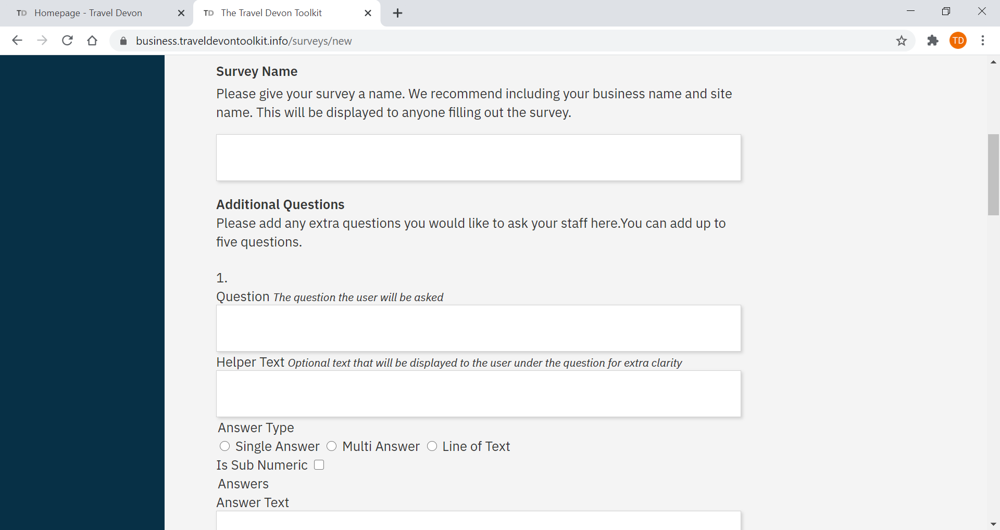 TD Homepage - Travel Devon
TD The Travel Devon Toolkit
business.traveldevontoolkit.info/surveys/new
TD
Survey Name
Please give your survey a name. We recommend including your business name and site
name. This will be displayed to anyone filling out the survey.
Additional Questions
Please add any extra questions you would like to ask your staff here.You can add up to
five questions.
1.
Question The question the user will be asked
Helper Text Optional text that will be displayed to the user under the question for extra clarity
Answer Type
Single Answer Multi Answer Line of Text
Is Sub Numeric
Answers
Answer Text